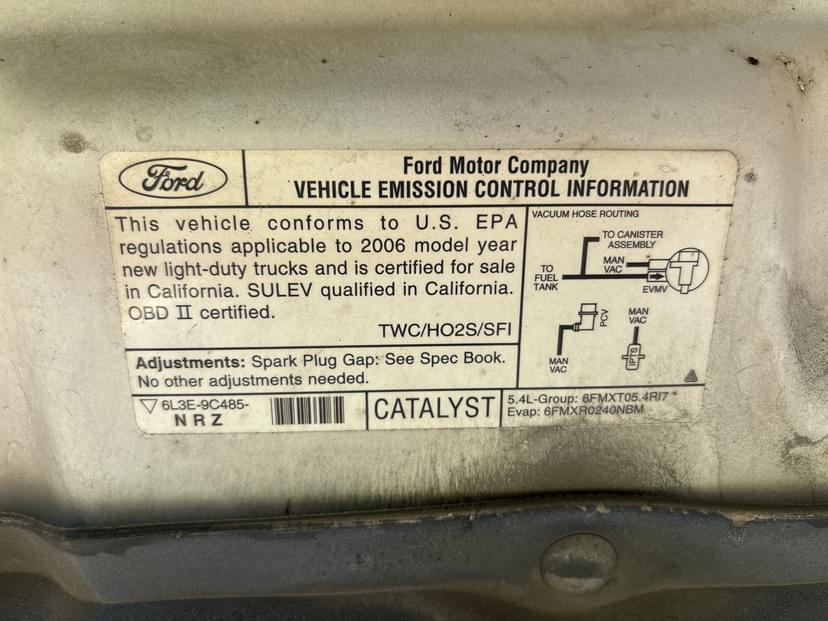 Ford
Ford Motor Company
VEHICLE EMISSION CONTROL INFORMATION
This vehicle conforms to U.S. EPA
regulations applicable to 2006 model year
new light-duty trucks and is certified for sale
in California. SULEV qualified in California.
OBD II certified.
TWC/HO2S/SFI
Adjustments: Spark Plug Gap: See Spec Book.
No other adjustments needed.
VACUUM HOSE ROUTING
TO CANISTER
ASSEMBLY
MAN
VAC
TO
FUEL
TANK
EVMV
PCV
MAN
VAC
MAN
VAC
IPTS
6L3E-9C485-
NRZ
CATALYST
5.4L-Group: 6FMXT05.4RI7 *
Evap: 6FMXR0240NBM